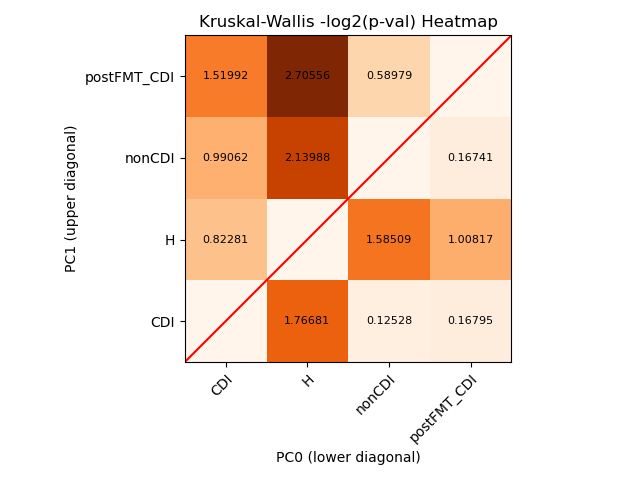 Kruskal-Wallis -log2(p-val) Heatmap
PC1 (upper diagonal)
postFMT_CDI 1.51992 2.70556 0.58979
nonCDI 0.99062 2.13988 0.16741
H 0.82281 1.58509 1.00817
CDI 1.76681 0.12528 0.16795
CDI H nonCDI postFMT_CDI
PC0 (lower diagonal)